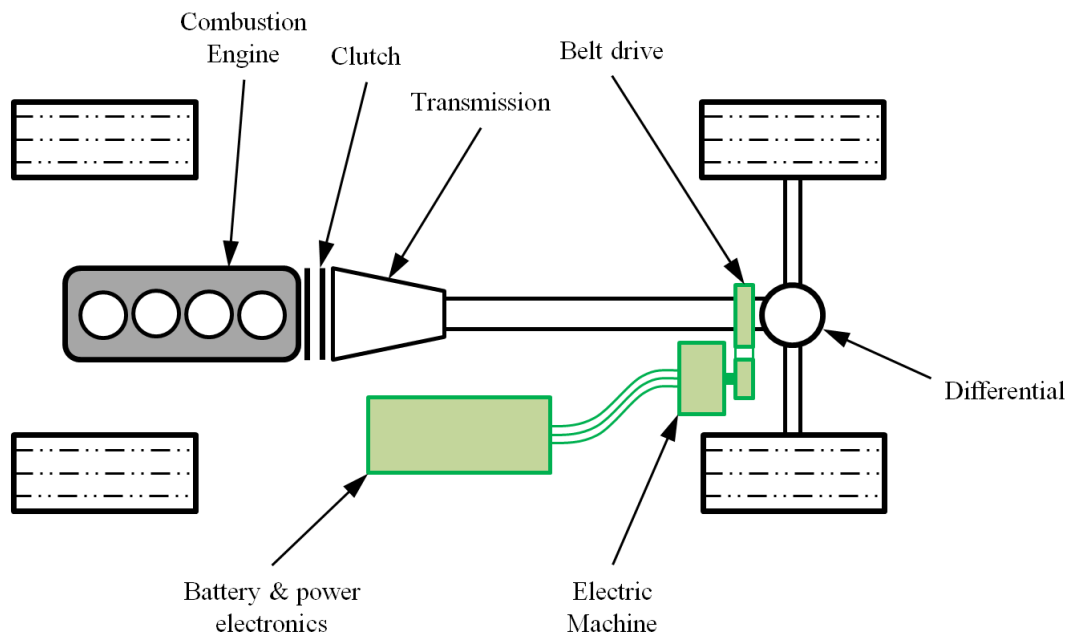 Combustion
Engine
Clutch
Belt drive
Transmission
Differential
Battery & power
electronics
Electric
Machine